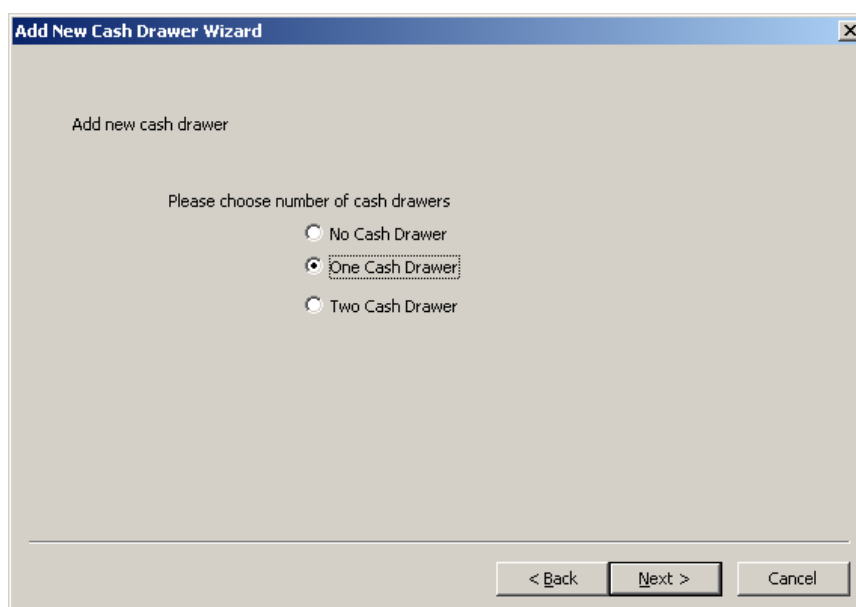 Add New Cash Drawer Wizard
Add new cash drawer
Please choose number of cash drawers
No Cash Drawer
One Cash Drawer
Two Cash Drawer
< Back Next > Cancel